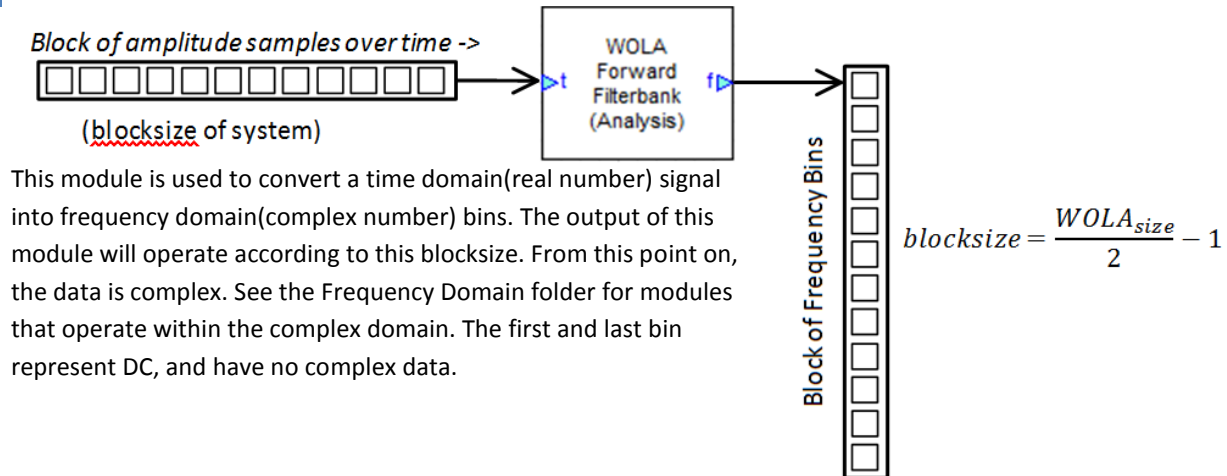 Block of amplitude samples over time ->
WOLA
Forward
Filterbank
(Analysis)
t
f
(blocksize of system)
This module is used to convert a time domain(real number) signal
into frequency domain(complex number) bins. The output of this
module will operate according to this blocksize. From this point on,
the data is complex. See the Frequency Domain folder for modules
that operate within the complex domain. The first and last bin
represent DC, and have no complex data.
Block of Frequency Bins
blocksize = WOLAsize / 2 − 1